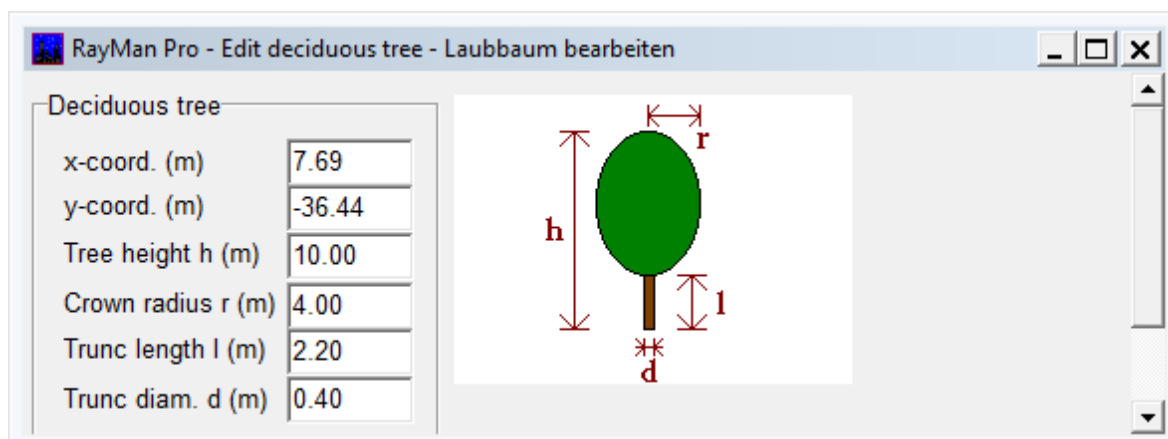 RayMan Pro - Edit deciduous tree - Laubbaum bearbeiten
Deciduous tree
x-coord. (m) 7.69
y-coord. (m) -36.44
Tree height h (m) 10.00
Crown radius r (m) 4.00
Trunc length l (m) 2.20
Trunc diam. d (m) 0.40
r
h
l
d